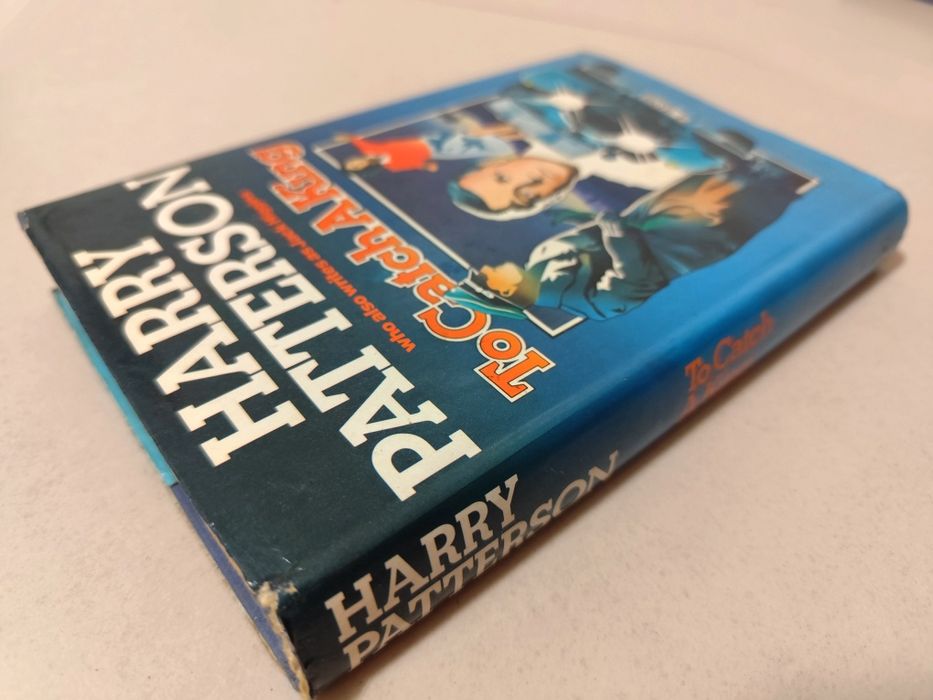 HARRY
PATTERSON
who also writes as Jack Higgins
To Catch A King
HARRY
PATTERSON
To Catch